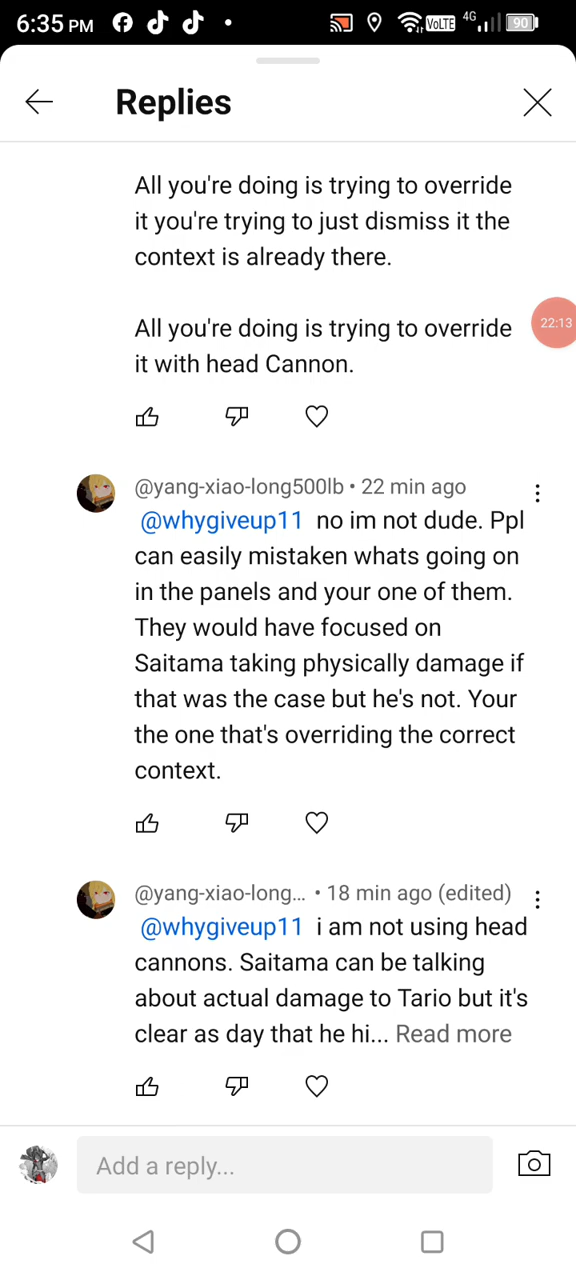 6:35 PM
VoLTE
4G
90
Replies
All you're doing is trying to override
it you're trying to just dismiss it the
context is already there.
All you're doing is trying to override
it with head Cannon.
22:13
@yang-xiao-long500lb • 22 min ago
@whygiveup11 no im not dude. Ppl
can easily mistaken whats going on
in the panels and your one of them.
They would have focused on
Saitama taking physically damage if
that was the case but he's not. Your
the one that's overriding the correct
context.
@yang-xiao-long... • 18 min ago (edited)
@whygiveup11 i am not using head
cannons. Saitama can be talking
about actual damage to Tario but it's
clear as day that he hi... Read more
Add a reply...